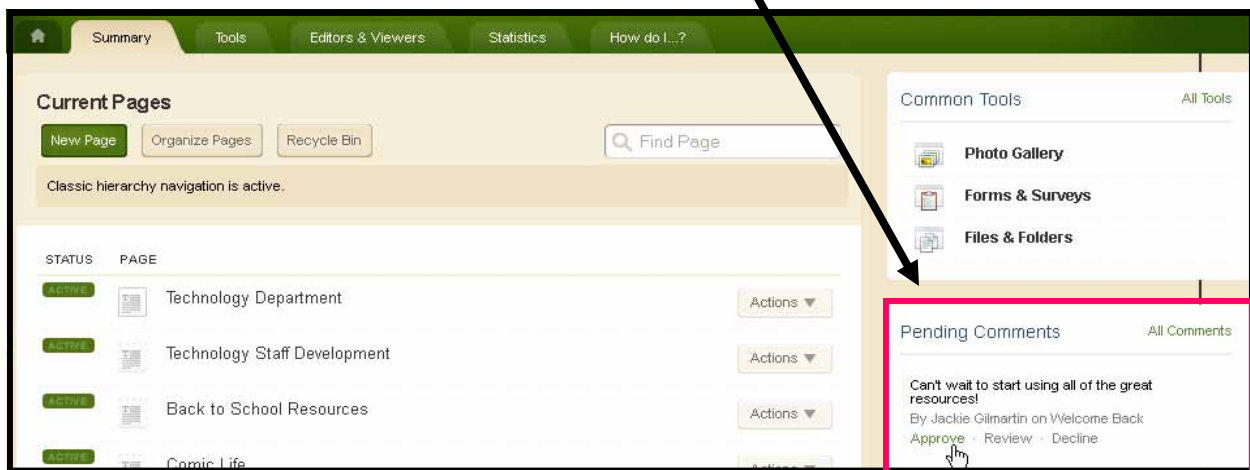 Summary Tools Editors & Viewers Statistics How do I...?
Current Pages
New Page Organize Pages Recycle Bin Find Page
Classic hierarchy navigation is active.
STATUS PAGE
ACTIVE Technology Department Actions
ACTIVE Technology Staff Development Actions
ACTIVE Back to School Resources Actions
ACTIVE Comic Life Actions
Common Tools All Tools
Photo Gallery
Forms & Surveys
Files & Folders
Pending Comments All Comments
Can't wait to start using all of the great
resources!
By Jackie Gilmartin on Welcome Back
Approve · Review · Decline